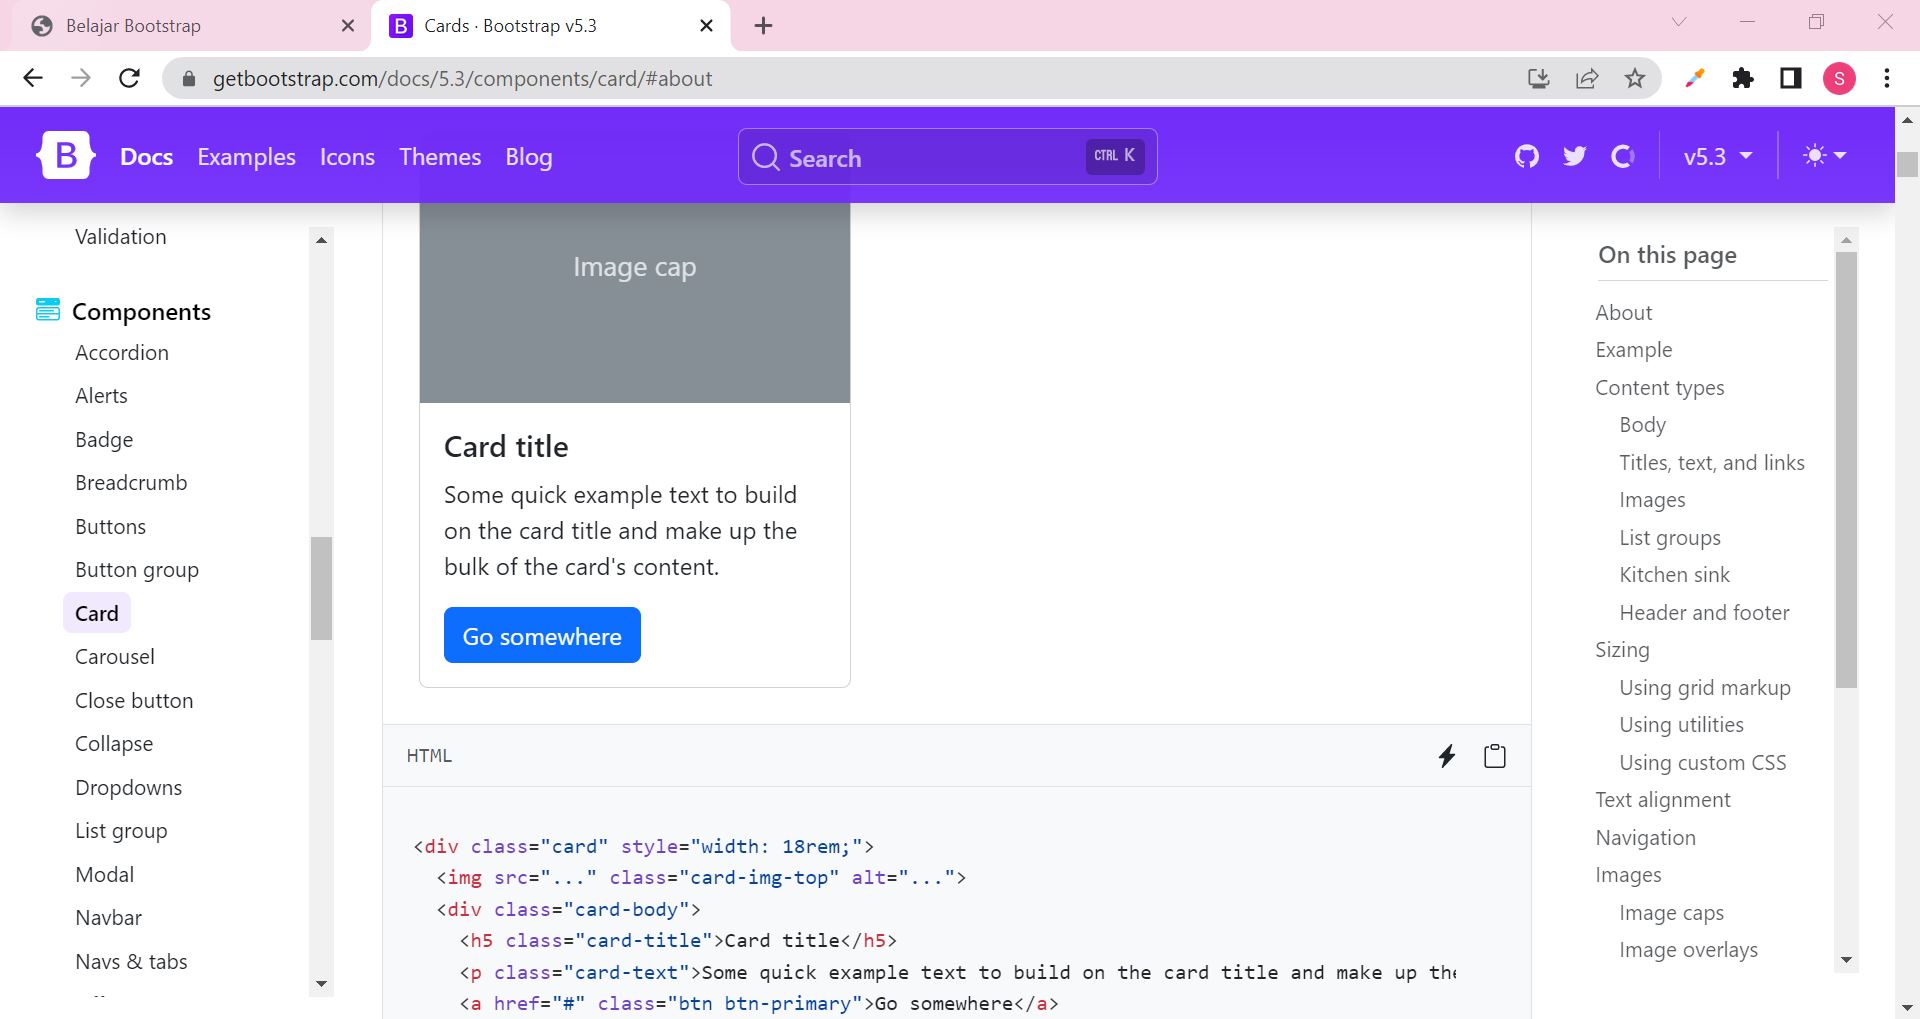 Belajar Bootstrap
B
Cards · Bootstrap v5.3
getbootstrap.com/docs/5.3/components/card/#about
S
B
Docs
Examples
Icons
Themes
Blog
Search
CTRL K
v5.3
Validation
Components
Accordion
Alerts
Badge
Breadcrumb
Buttons
Button group
Card
Carousel
Close button
Collapse
Dropdowns
List group
Modal
Navbar
Navs & tabs
Image cap
Card title
Some quick example text to build
on the card title and make up the
bulk of the card's content.
Go somewhere
HTML
<div class="card" style="width: 18rem;">
  <img src="..." class="card-img-top" alt="...">
  <div class="card-body">
    <h5 class="card-title">Card title</h5>
    <p class="card-text">Some quick example text to build on the card title and make up the
    <a href="#" class="btn btn-primary">Go somewhere</a>
On this page
About
Example
Content types
Body
Titles, text, and links
Images
List groups
Kitchen sink
Header and footer
Sizing
Using grid markup
Using utilities
Using custom CSS
Text alignment
Navigation
Images
Image caps
Image overlays